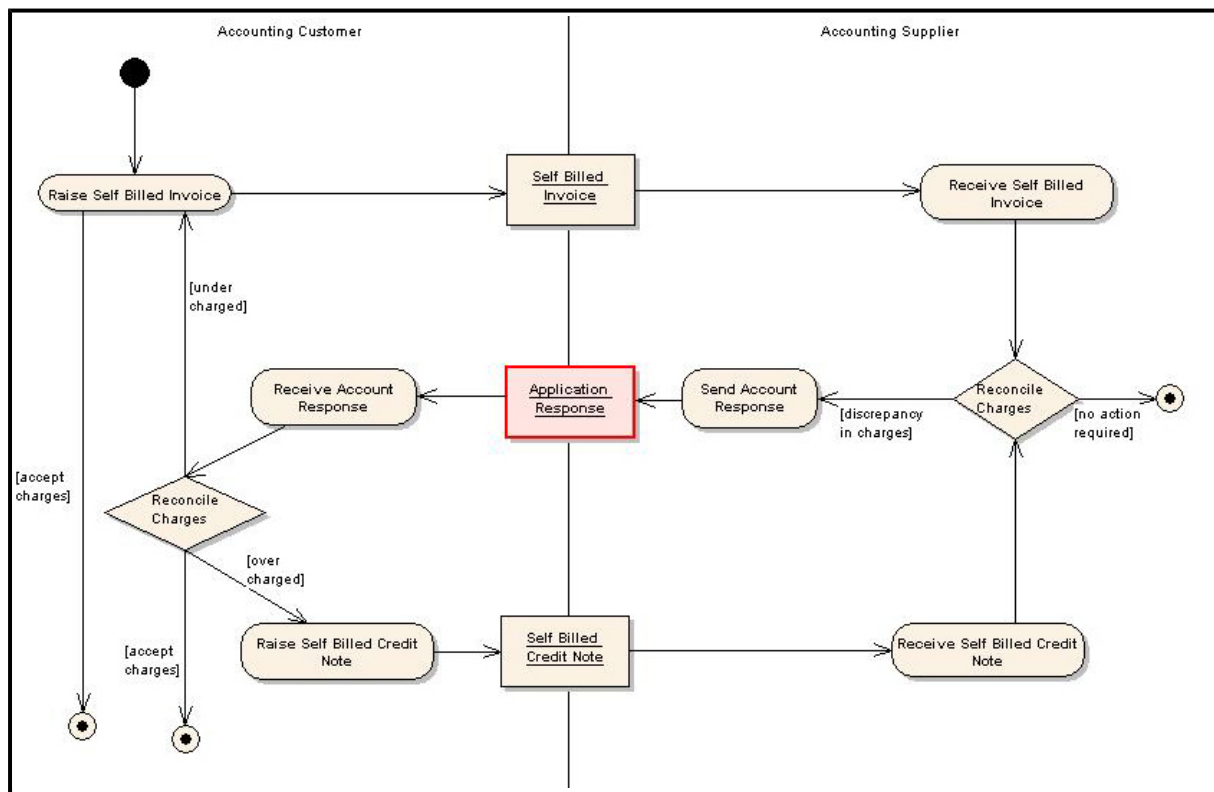 Accounting Customer
Accounting Supplier
Raise Self Billed Invoice
Self Billed
Invoice
Receive Self Billed
Invoice
[under
charged]
Receive Account
Response
Application
Response
Send Account
Response
Reconcile
Charges
[discrepancy
in charges]
[no action
required]
[accept
charges]
Reconcile
Charges
[over
charged]
Raise Self Billed Credit
Note
Self Billed
Credit Note
Receive Self Billed Credit
Note
[accept
charges]